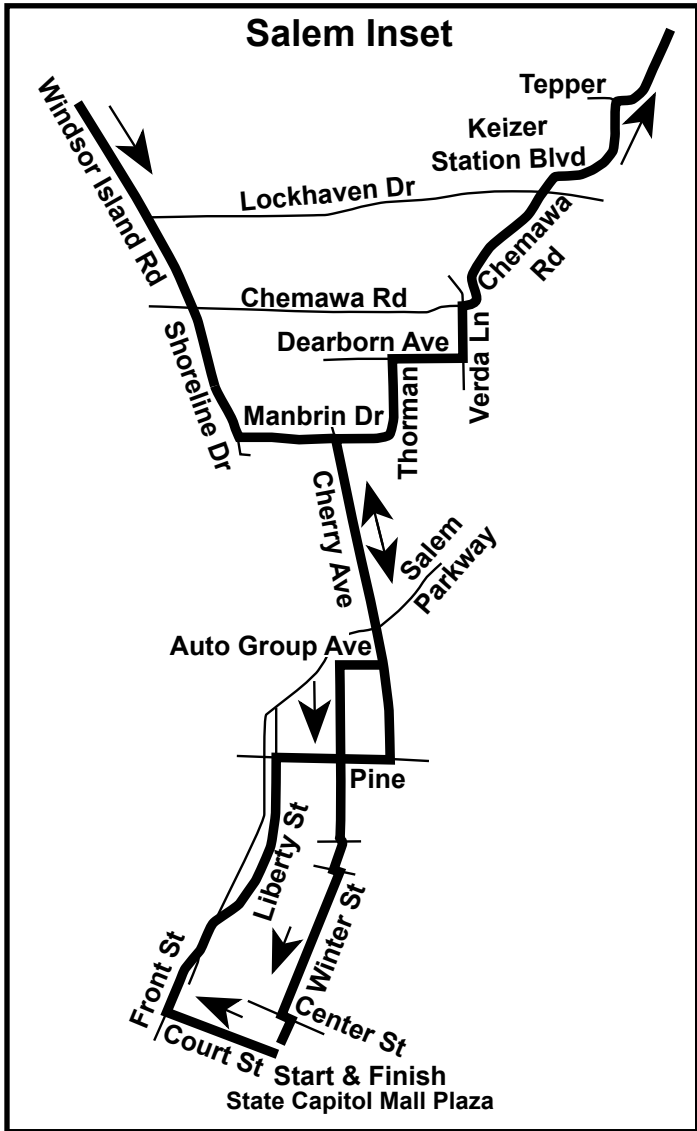 Salem Inset
Windsor Island Rd
Tepper
Keizer
Station Blvd
Lockhaven Dr
Chemawa
Rd
Chemawa Rd
Shoreline Dr
Dearborn Ave
Verda Ln
Manbrin Dr
Thorman
Cherry Ave
Salem
Parkway
Auto Group Ave
Pine
Liberty St
Winter St
Front St
Center St
Court St
Start & Finish
State Capitol Mall Plaza